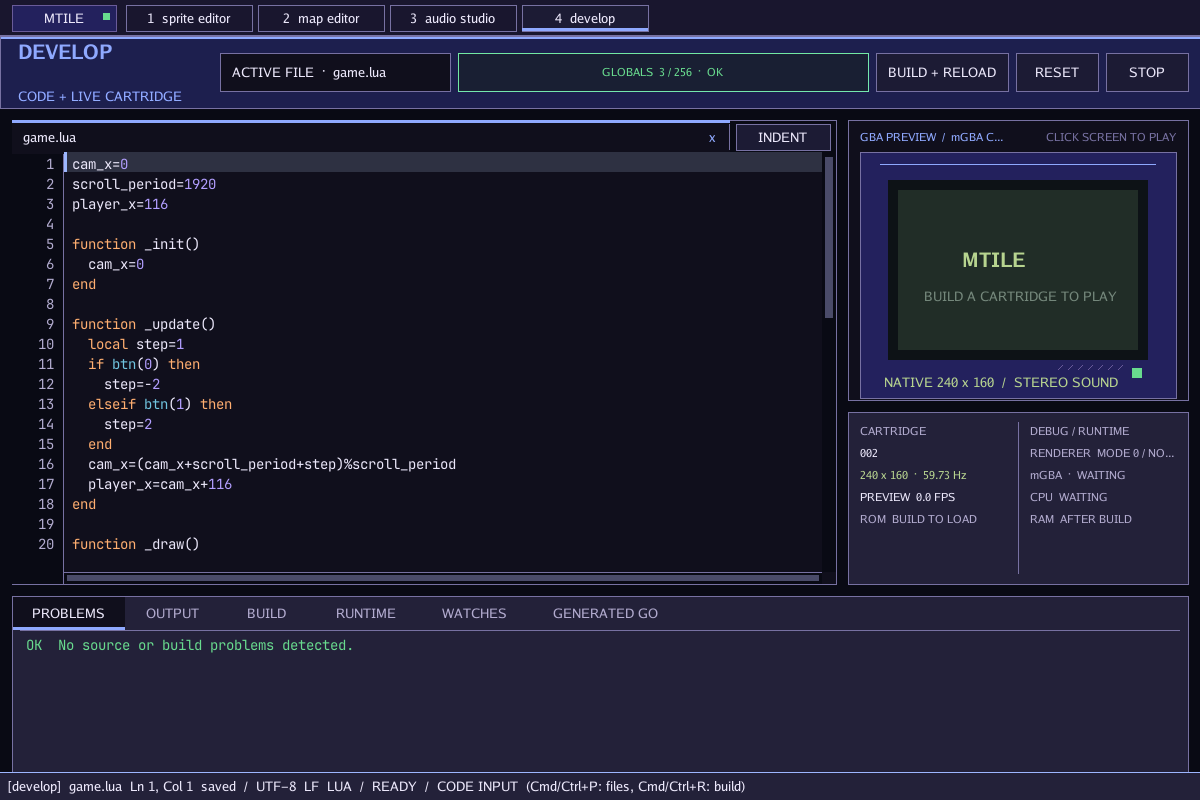 MTILE 1 sprite editor 2 map editor 3 audio studio 4 develop
DEVELOP
CODE + LIVE CARTRIDGE
ACTIVE FILE · game.lua
GLOBALS 3 / 256 · OK
BUILD + RELOAD RESET STOP
game.lua x INDENT
1 cam_x=0
2 scroll_period=1920
3 player_x=116
4
5 function _init()
6   cam_x=0
7 end
8
9 function _update()
10   local step=1
11   if btn(0) then
12     step=-2
13   elseif btn(1) then
14     step=2
15   end
16   cam_x=(cam_x+scroll_period+step)%scroll_period
17   player_x=cam_x+116
18 end
19
20 function _draw()
GBA PREVIEW / mGBA C... CLICK SCREEN TO PLAY
MTILE
BUILD A CARTRIDGE TO PLAY
NATIVE 240 x 160 / STEREO SOUND
CARTRIDGE
002
240 x 160 · 59.73 Hz
PREVIEW 0.0 FPS
ROM BUILD TO LOAD
DEBUG / RUNTIME
RENDERER MODE 0 / NO...
mGBA · WAITING
CPU WAITING
RAM AFTER BUILD
PROBLEMS OUTPUT BUILD RUNTIME WATCHES GENERATED GO
OK No source or build problems detected.
[develop] game.lua Ln 1, Col 1 saved / UTF-8 LF LUA / READY / CODE INPUT (Cmd/Ctrl+P: files, Cmd/Ctrl+R: build)